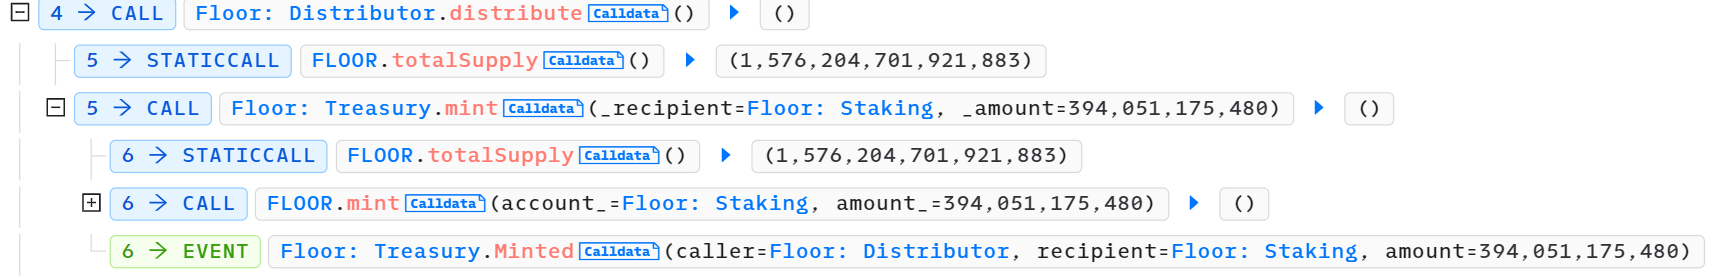 4 → CALL Floor: Distributor.distribute Calldata () ▶ ()
5 → STATICCALL FLOOR.totalSupply Calldata () ▶ (1,576,204,701,921,883)
5 → CALL Floor: Treasury.mint Calldata (_recipient=Floor: Staking, _amount=394,051,175,480) ▶ ()
6 → STATICCALL FLOOR.totalSupply Calldata () ▶ (1,576,204,701,921,883)
6 → CALL FLOOR.mint Calldata (account_=Floor: Staking, amount_=394,051,175,480) ▶ ()
6 → EVENT Floor: Treasury.Minted Calldata (caller=Floor: Distributor, recipient=Floor: Staking, amount=394,051,175,480)